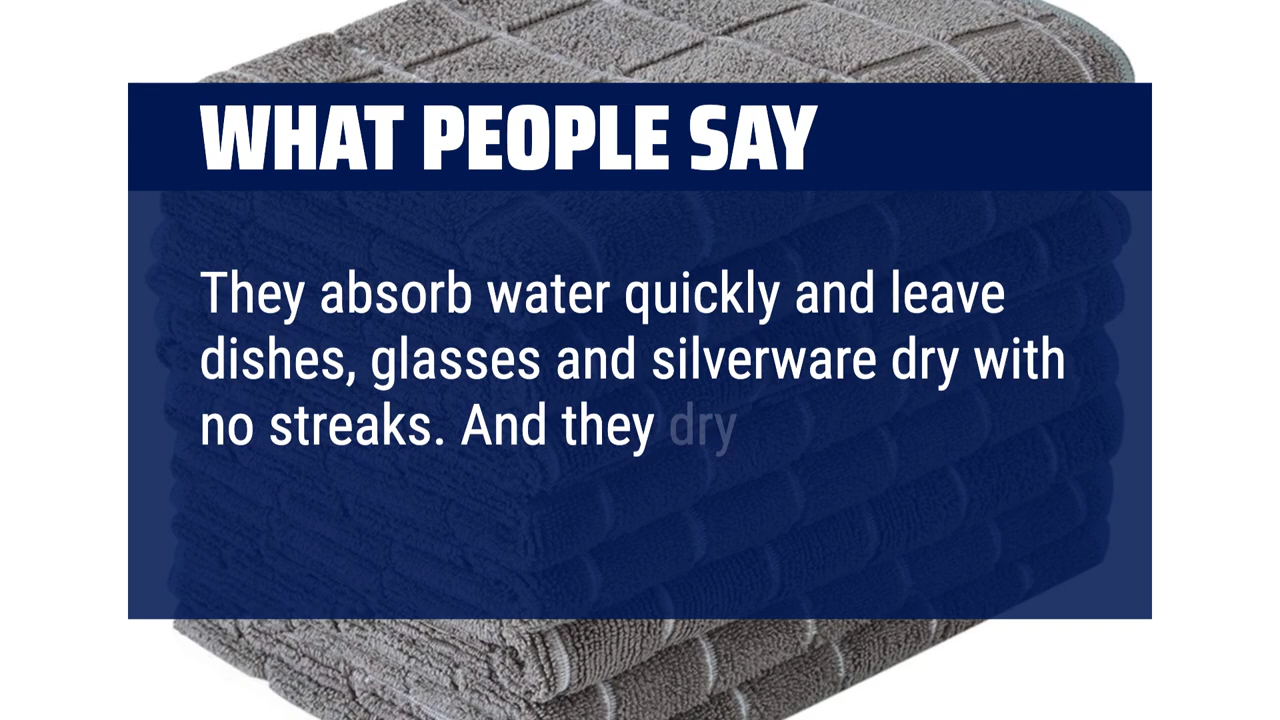 WHAT PEOPLE SAY
They absorb water quickly and leave
dishes, glasses and silverware dry with
no streaks. And they dry